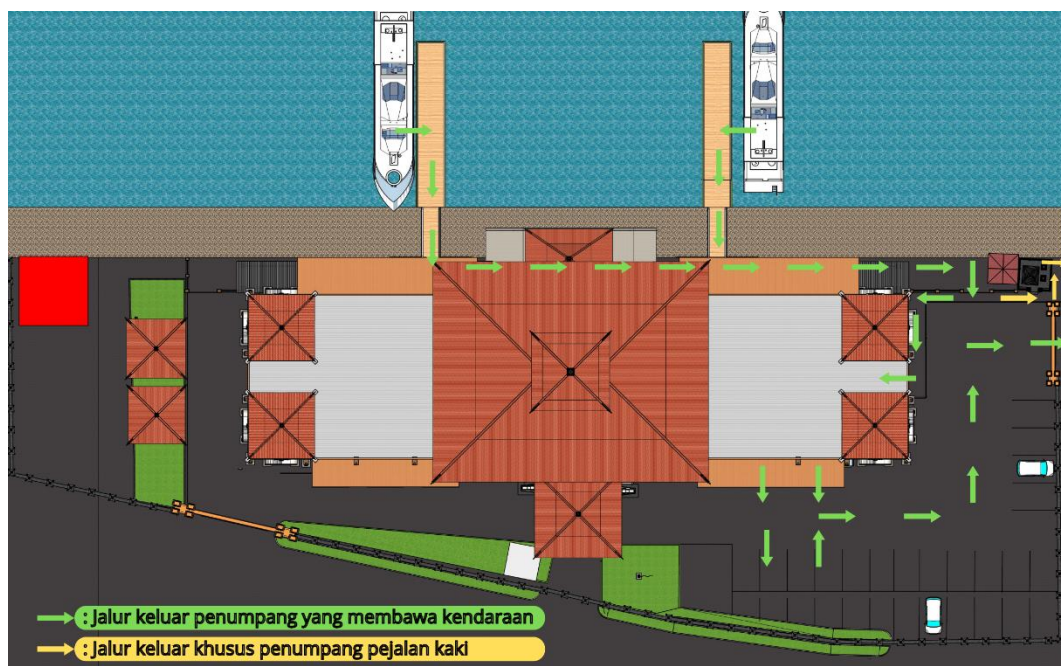 : Jalur keluar penumpang yang membawa kendaraan
: Jalur keluar khusus penumpang pejalan kaki